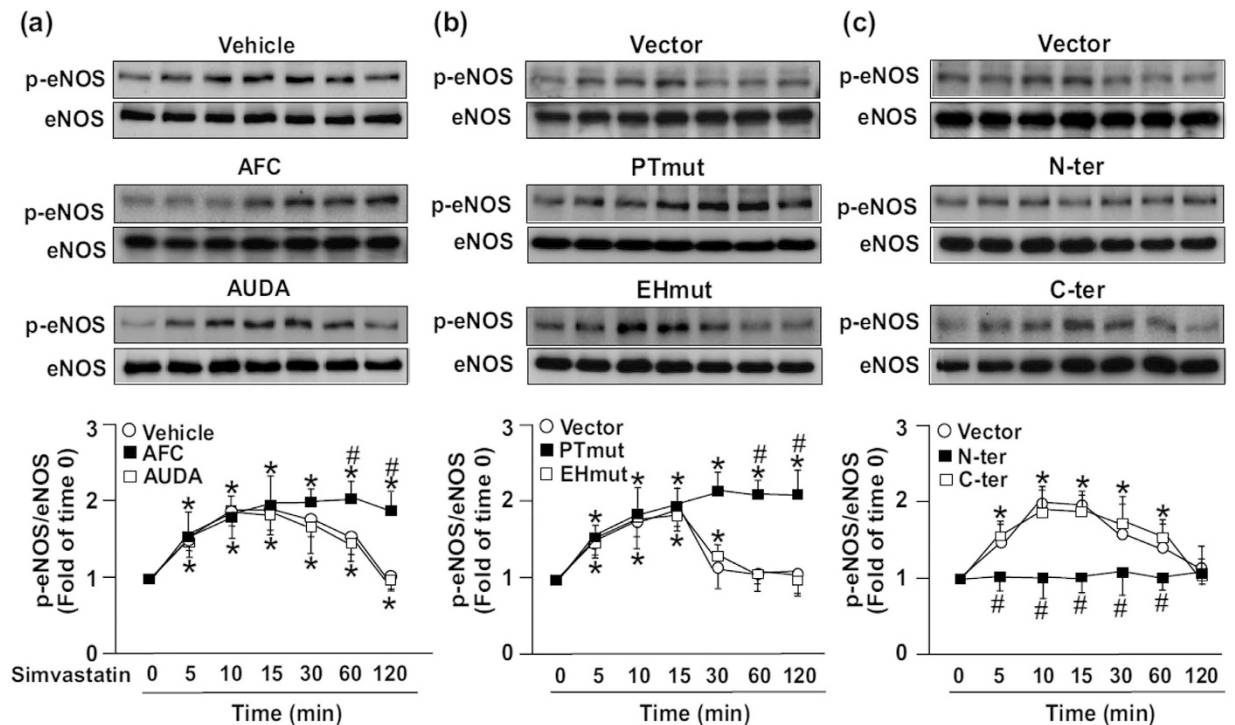 (a)
Vehicle
p-eNOS
eNOS
AFC
p-eNOS
eNOS
AUDA
p-eNOS
eNOS
3
2
1
0
p-eNOS/eNOS
(Fold of time 0)
Vehicle
AFC
AUDA
* * * * #* #*
* * * * * *
Simvastatin 0 5 10 15 30 60 120
Time (min)
(b)
Vector
p-eNOS
eNOS
PTmut
p-eNOS
eNOS
EHmut
p-eNOS
eNOS
3
2
1
0
p-eNOS/eNOS
(Fold of time 0)
Vector
PTmut
EHmut
* * * * #* #*
* * * *
0 5 10 15 30 60 120
Time (min)
(c)
Vector
p-eNOS
eNOS
N-ter
p-eNOS
eNOS
C-ter
p-eNOS
eNOS
3
2
1
0
p-eNOS/eNOS
(Fold of time 0)
Vector
N-ter
C-ter
* * * * *
# # # # #
0 5 10 15 30 60 120
Time (min)